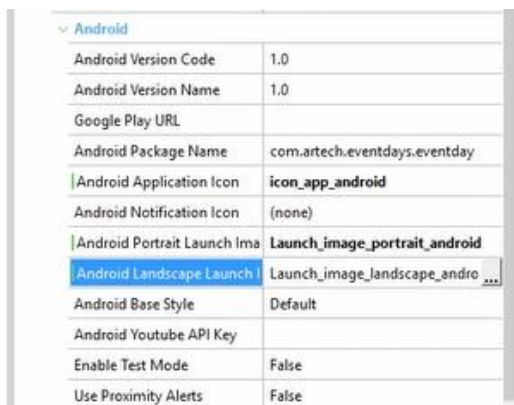 Android
Android Version Code 1.0
Android Version Name 1.0
Google Play URL
Android Package Name com.artech.eventdays.eventday
Android Application Icon icon_app_android
Android Notification Icon (none)
Android Portrait Launch Ima Launch_image_portrait_android
Android Landscape Launch I Launch_image_landscape_andro ...
Android Base Style Default
Android Youtube API Key
Enable Test Mode False
Use Proximity Alerts False